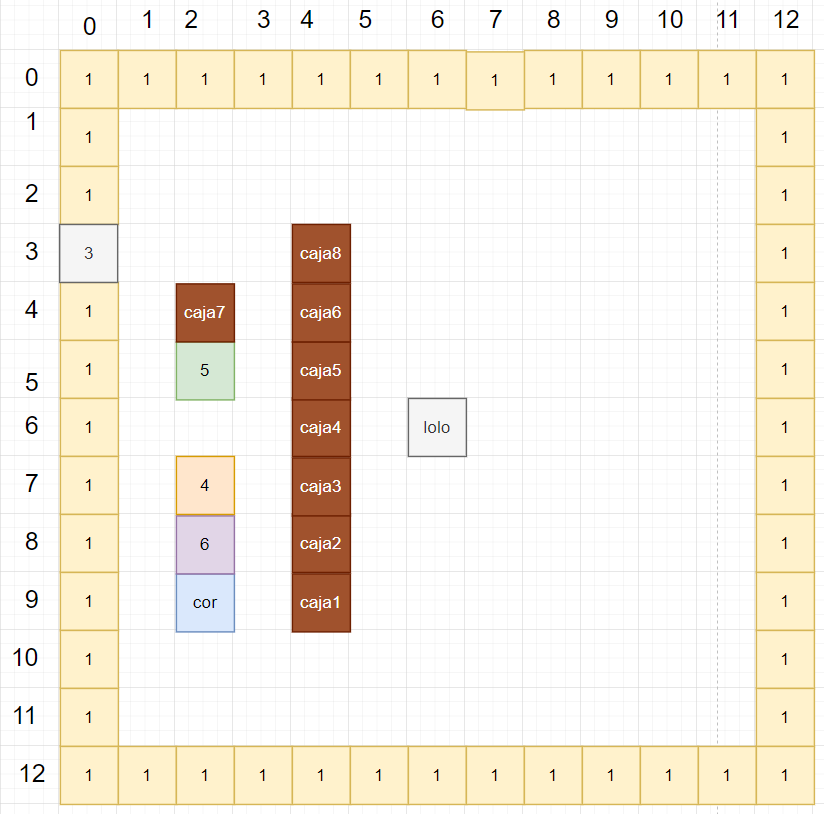 0 1 2 3 4 5 6 7 8 9 10 11 12
0 1 1 1 1 1 1 1 1 1 1 1 1 1
1 1 1
2 1 1
3 3 caja8 1
4 1 caja7 caja6 1
5 1 5 caja5 1
6 1 caja4 lolo 1
7 1 4 caja3 1
8 1 6 caja2 1
9 1 cor caja1 1
10 1 1
11 1 1
12 1 1 1 1 1 1 1 1 1 1 1 1 1